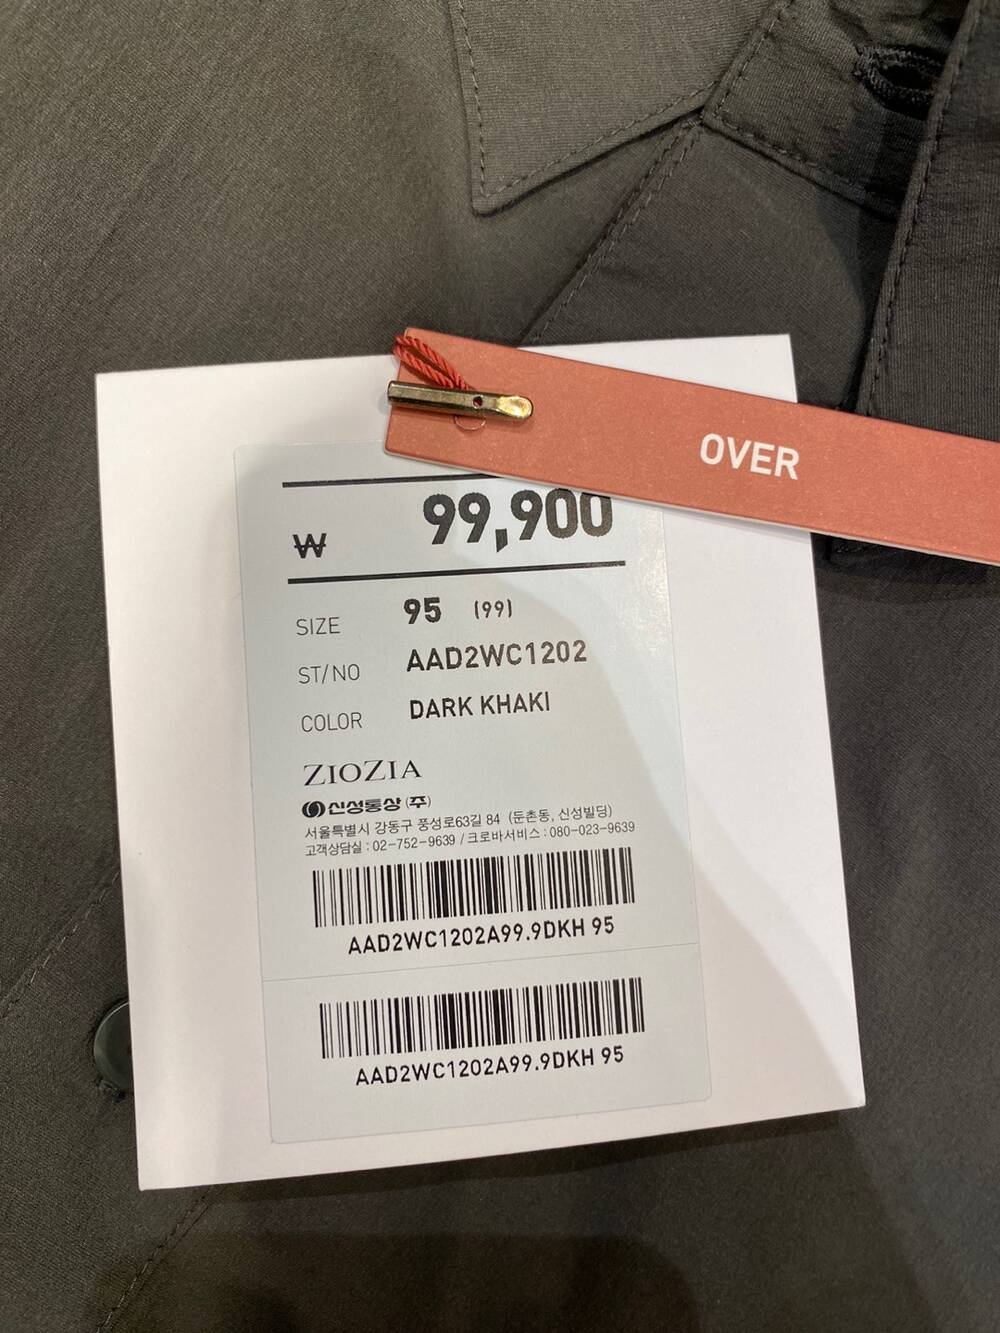 OVER
₩ 99,900
SIZE 95 (99)
ST/NO AAD2WC1202
COLOR DARK KHAKI
ZIOZIA
신성통상(주)
서울특별시 강동구 풍성로63길 84 (둔촌동, 신성빌딩)
고객상담실 : 02-752-9639 / 크로바서비스 : 080-023-9639
AAD2WC1202A99.9DKH 95
AAD2WC1202A99.9DKH 95